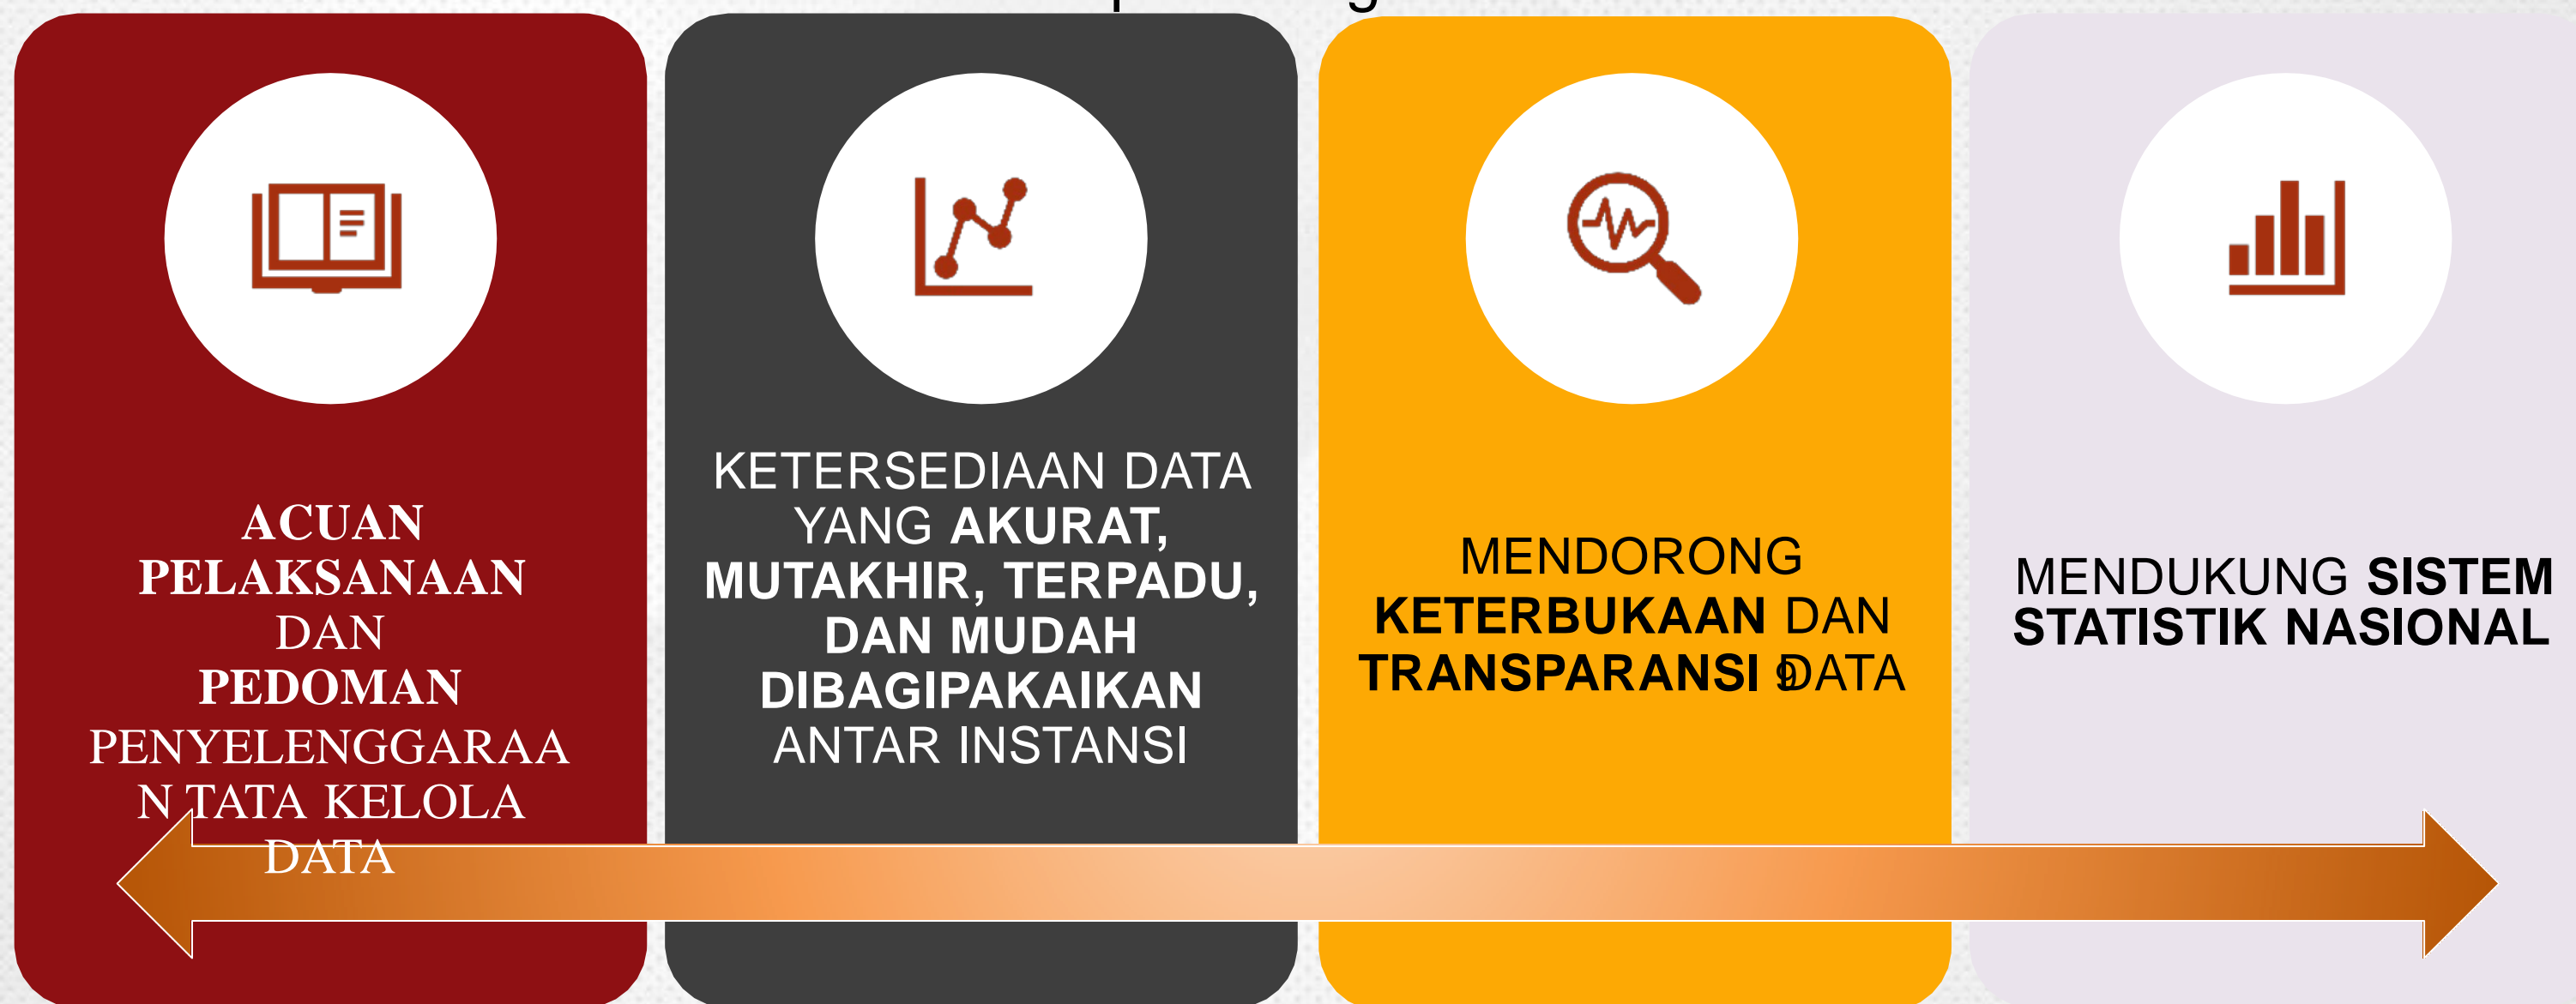 ACUAN
PELAKSANAAN
DAN
PEDOMAN
PENYELENGGARAA
N TATA KELOLA
DATA
KETERSEDIAAN DATA
YANG AKURAT,
MUTAKHIR, TERPADU,
DAN MUDAH
DIBAGIPAKAIKAN
ANTAR INSTANSI
MENDORONG
KETERBUKAAN DAN
TRANSPARANSI DATA
9
MENDUKUNG SISTEM
STATISTIK NASIONAL